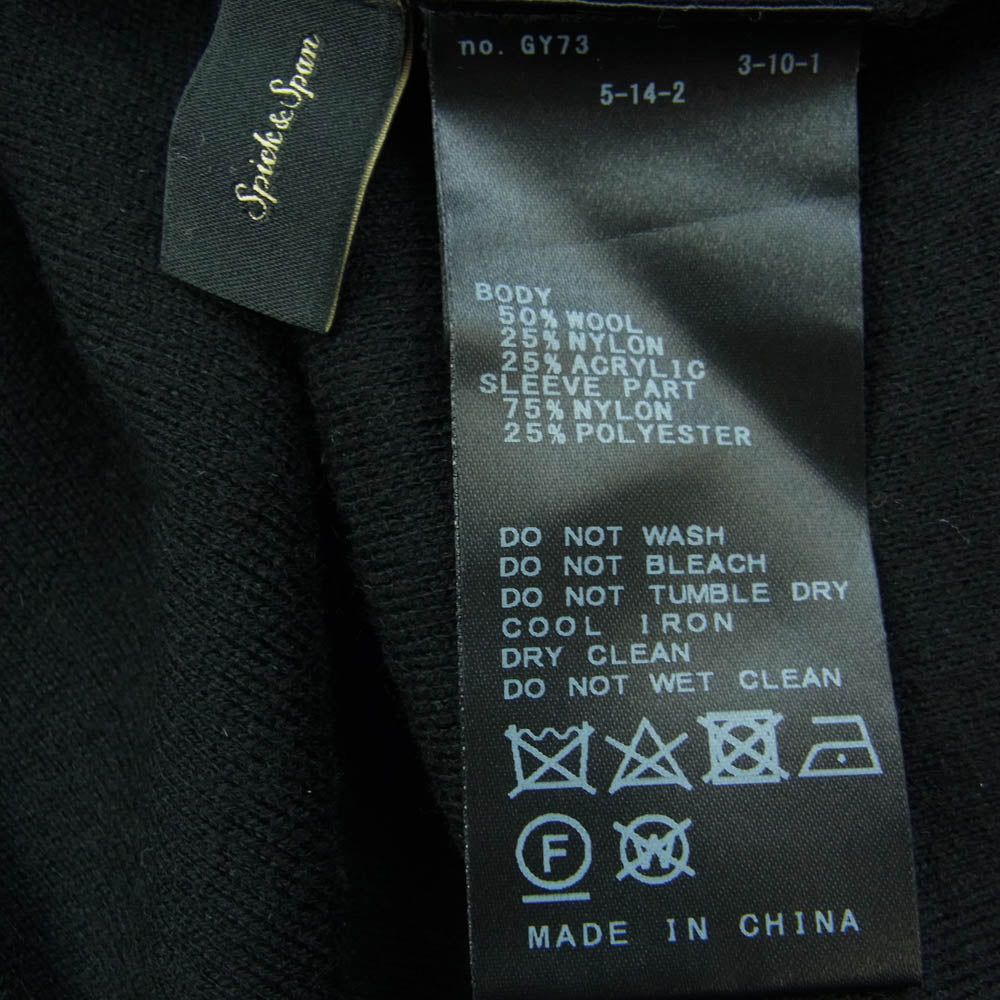 Spick&Span
no. GY73
3-10-1
5-14-2
BODY
50% WOOL
25% NYLON
25% ACRYLIC
SLEEVE PART
75% NYLON
25% POLYESTER
DO NOT WASH
DO NOT BLEACH
DO NOT TUMBLE DRY
COOL IRON
DRY CLEAN
DO NOT WET CLEAN
F W
MADE IN CHINA